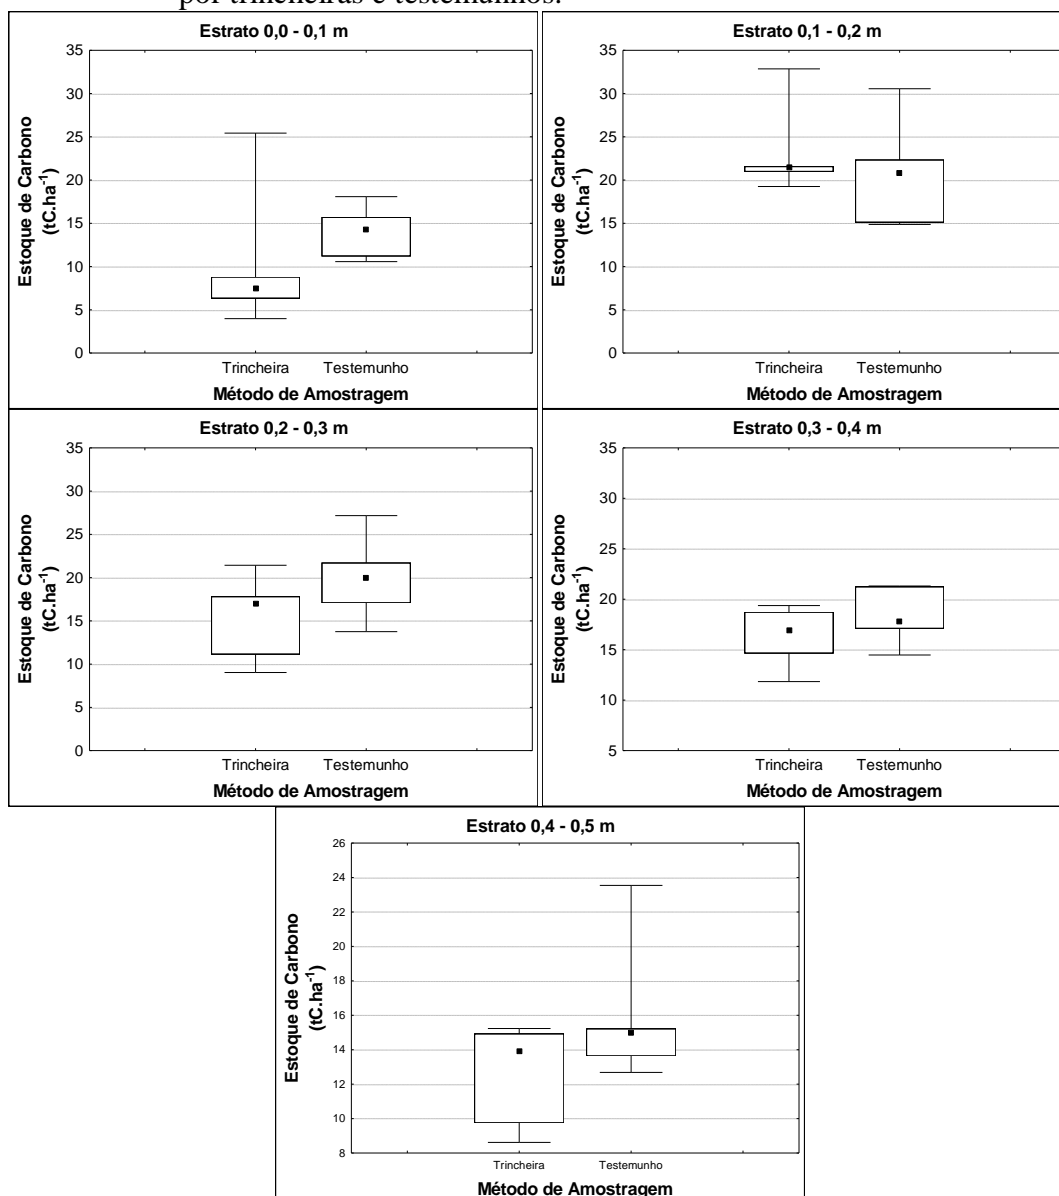 por trincheiras e testemunhos.
Estrato 0,0 - 0,1 m
35
30
25
20
15
10
5
0
Estoque de Carbono
(tC.ha-1)
Trincheira Testemunho
Método de Amostragem
Estrato 0,1 - 0,2 m
35
30
25
20
15
10
5
0
Estoque de Carbono
(tC.ha-1)
Trincheira Testemunho
Método de Amostragem
Estrato 0,2 - 0,3 m
35
30
25
20
15
10
5
0
Estoque de Carbono
(tC.ha-1)
Trincheira Testemunho
Método de Amostragem
Estrato 0,3 - 0,4 m
35
30
25
20
15
10
5
Estoque de Carbono
(tC.ha-1)
Trincheira Testemunho
Método de Amostragem
Estrato 0,4 - 0,5 m
26
24
22
20
18
16
14
12
10
8
Estoque de Carbono
(tC.ha-1)
Trincheira Testemunho
Método de Amostragem